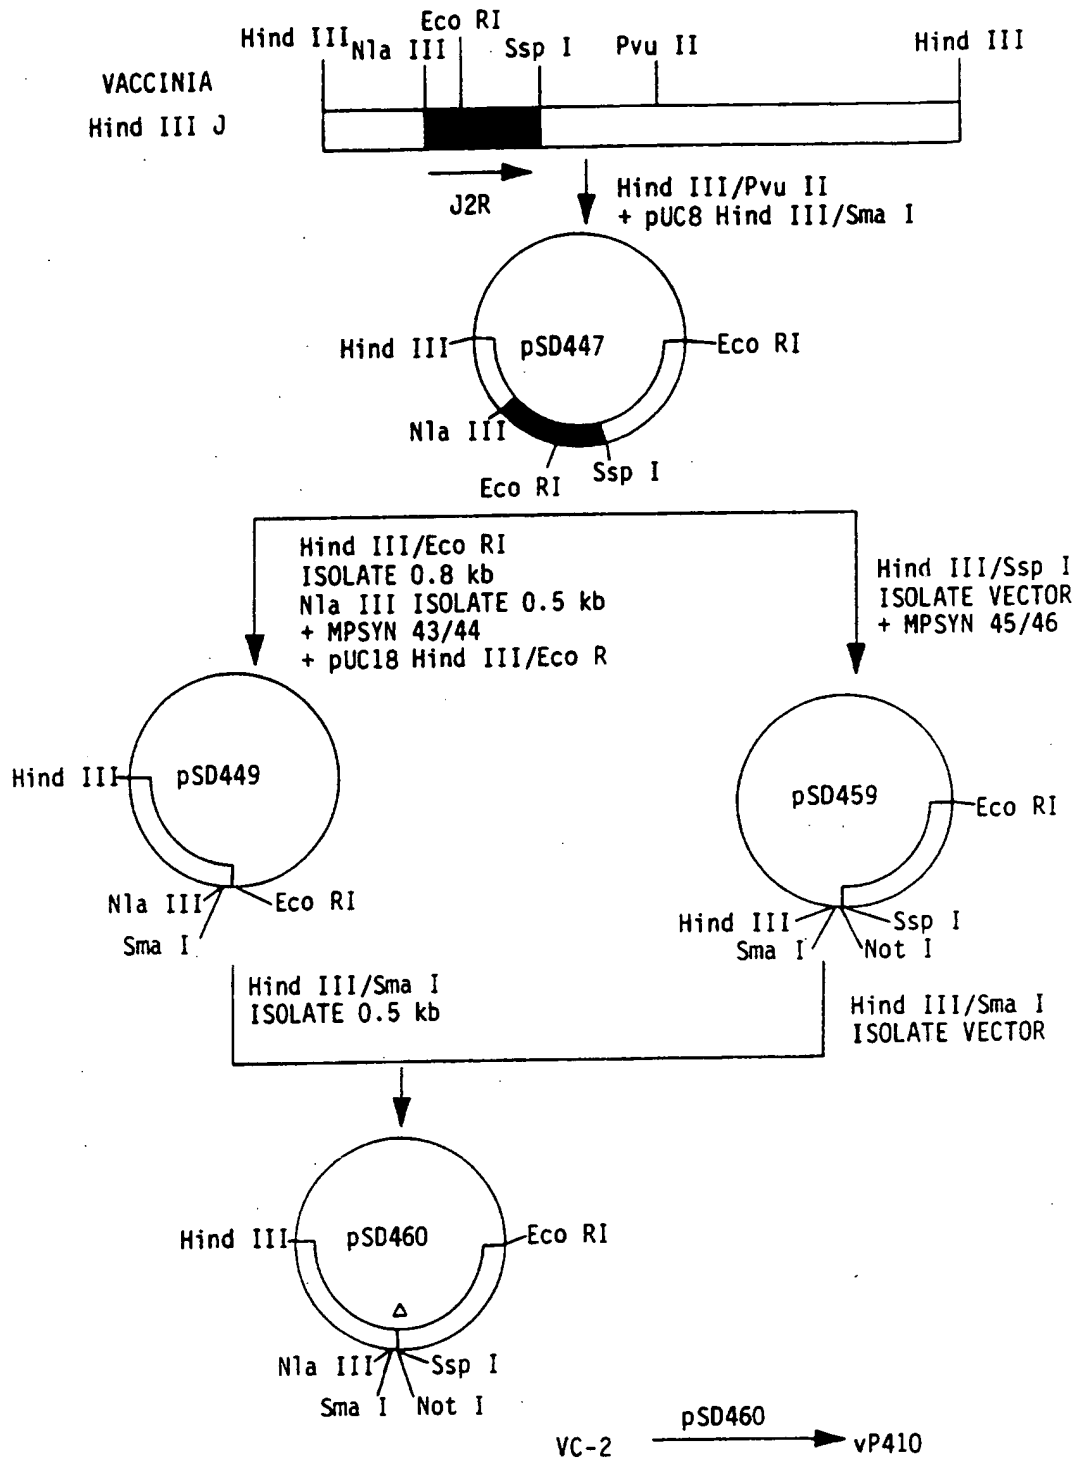 Eco RI
Hind III
Nla III
Ssp I
Pvu II
Hind III
VACCINIA
Hind III J
J2R
Hind III/Pvu II
+ pUC8 Hind III/Sma I
Hind III
pSD447
Eco RI
Nla III
Eco RI
Ssp I
Hind III/Eco RI
ISOLATE 0.8 kb
Nla III ISOLATE 0.5 kb
+ MPSYN 43/44
+ pUC18 Hind III/Eco R
Hind III/Ssp I
ISOLATE VECTOR
+ MPSYN 45/46
Hind III
pSD449
Nla III
Eco RI
Sma I
pSD459
Eco RI
Hind III
Ssp I
Sma I
Not I
Hind III/Sma I
ISOLATE 0.5 kb
Hind III/Sma I
ISOLATE VECTOR
Hind III
pSD460
Eco RI
Δ
Nla III
Ssp I
Sma I
Not I
pSD460
VC-2
vP410